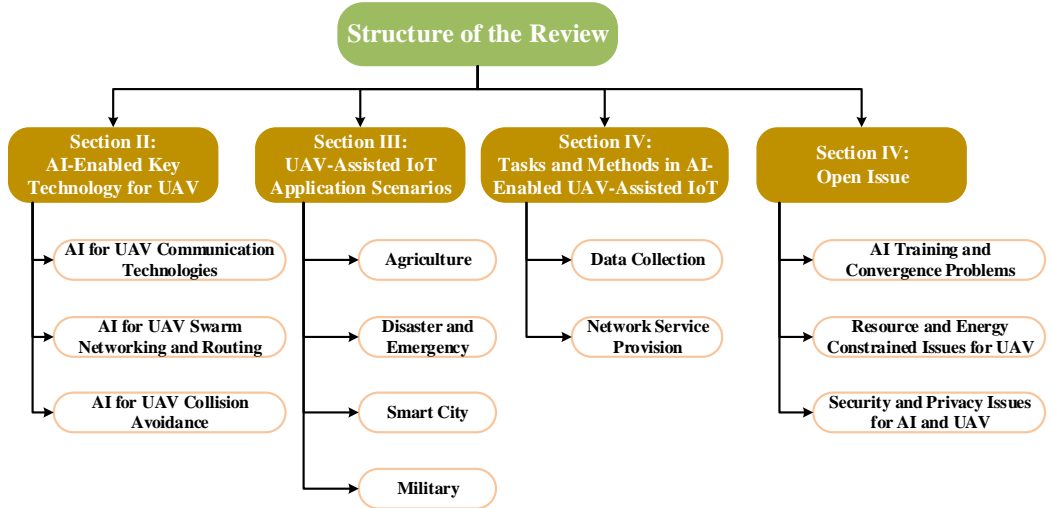 Structure of the Review
Section II:
AI-Enabled Key
Technology for UAV
AI for UAV Communication
Technologies
AI for UAV Swarm
Networking and Routing
AI for UAV Collision
Avoidance
Section III:
UAV-Assisted IoT
Application Scenarios
Agriculture
Disaster and
Emergency
Smart City
Military
Section IV:
Tasks and Methods in AI-
Enabled UAV-Assisted IoT
Data Collection
Network Service
Provision
Section IV:
Open Issue
AI Training and
Convergence Problems
Resource and Energy
Constrained Issues for UAV
Security and Privacy Issues
for AI and UAV